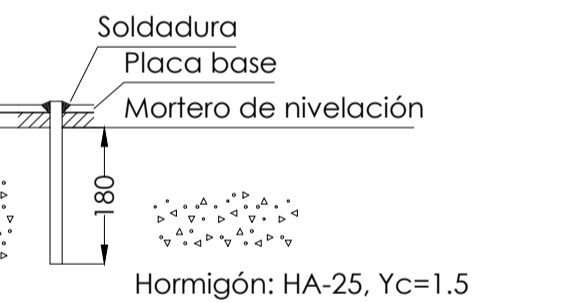 Soldadura
Placa base
Mortero de nivelación
180
Hormigón: HA-25, Yc=1.5